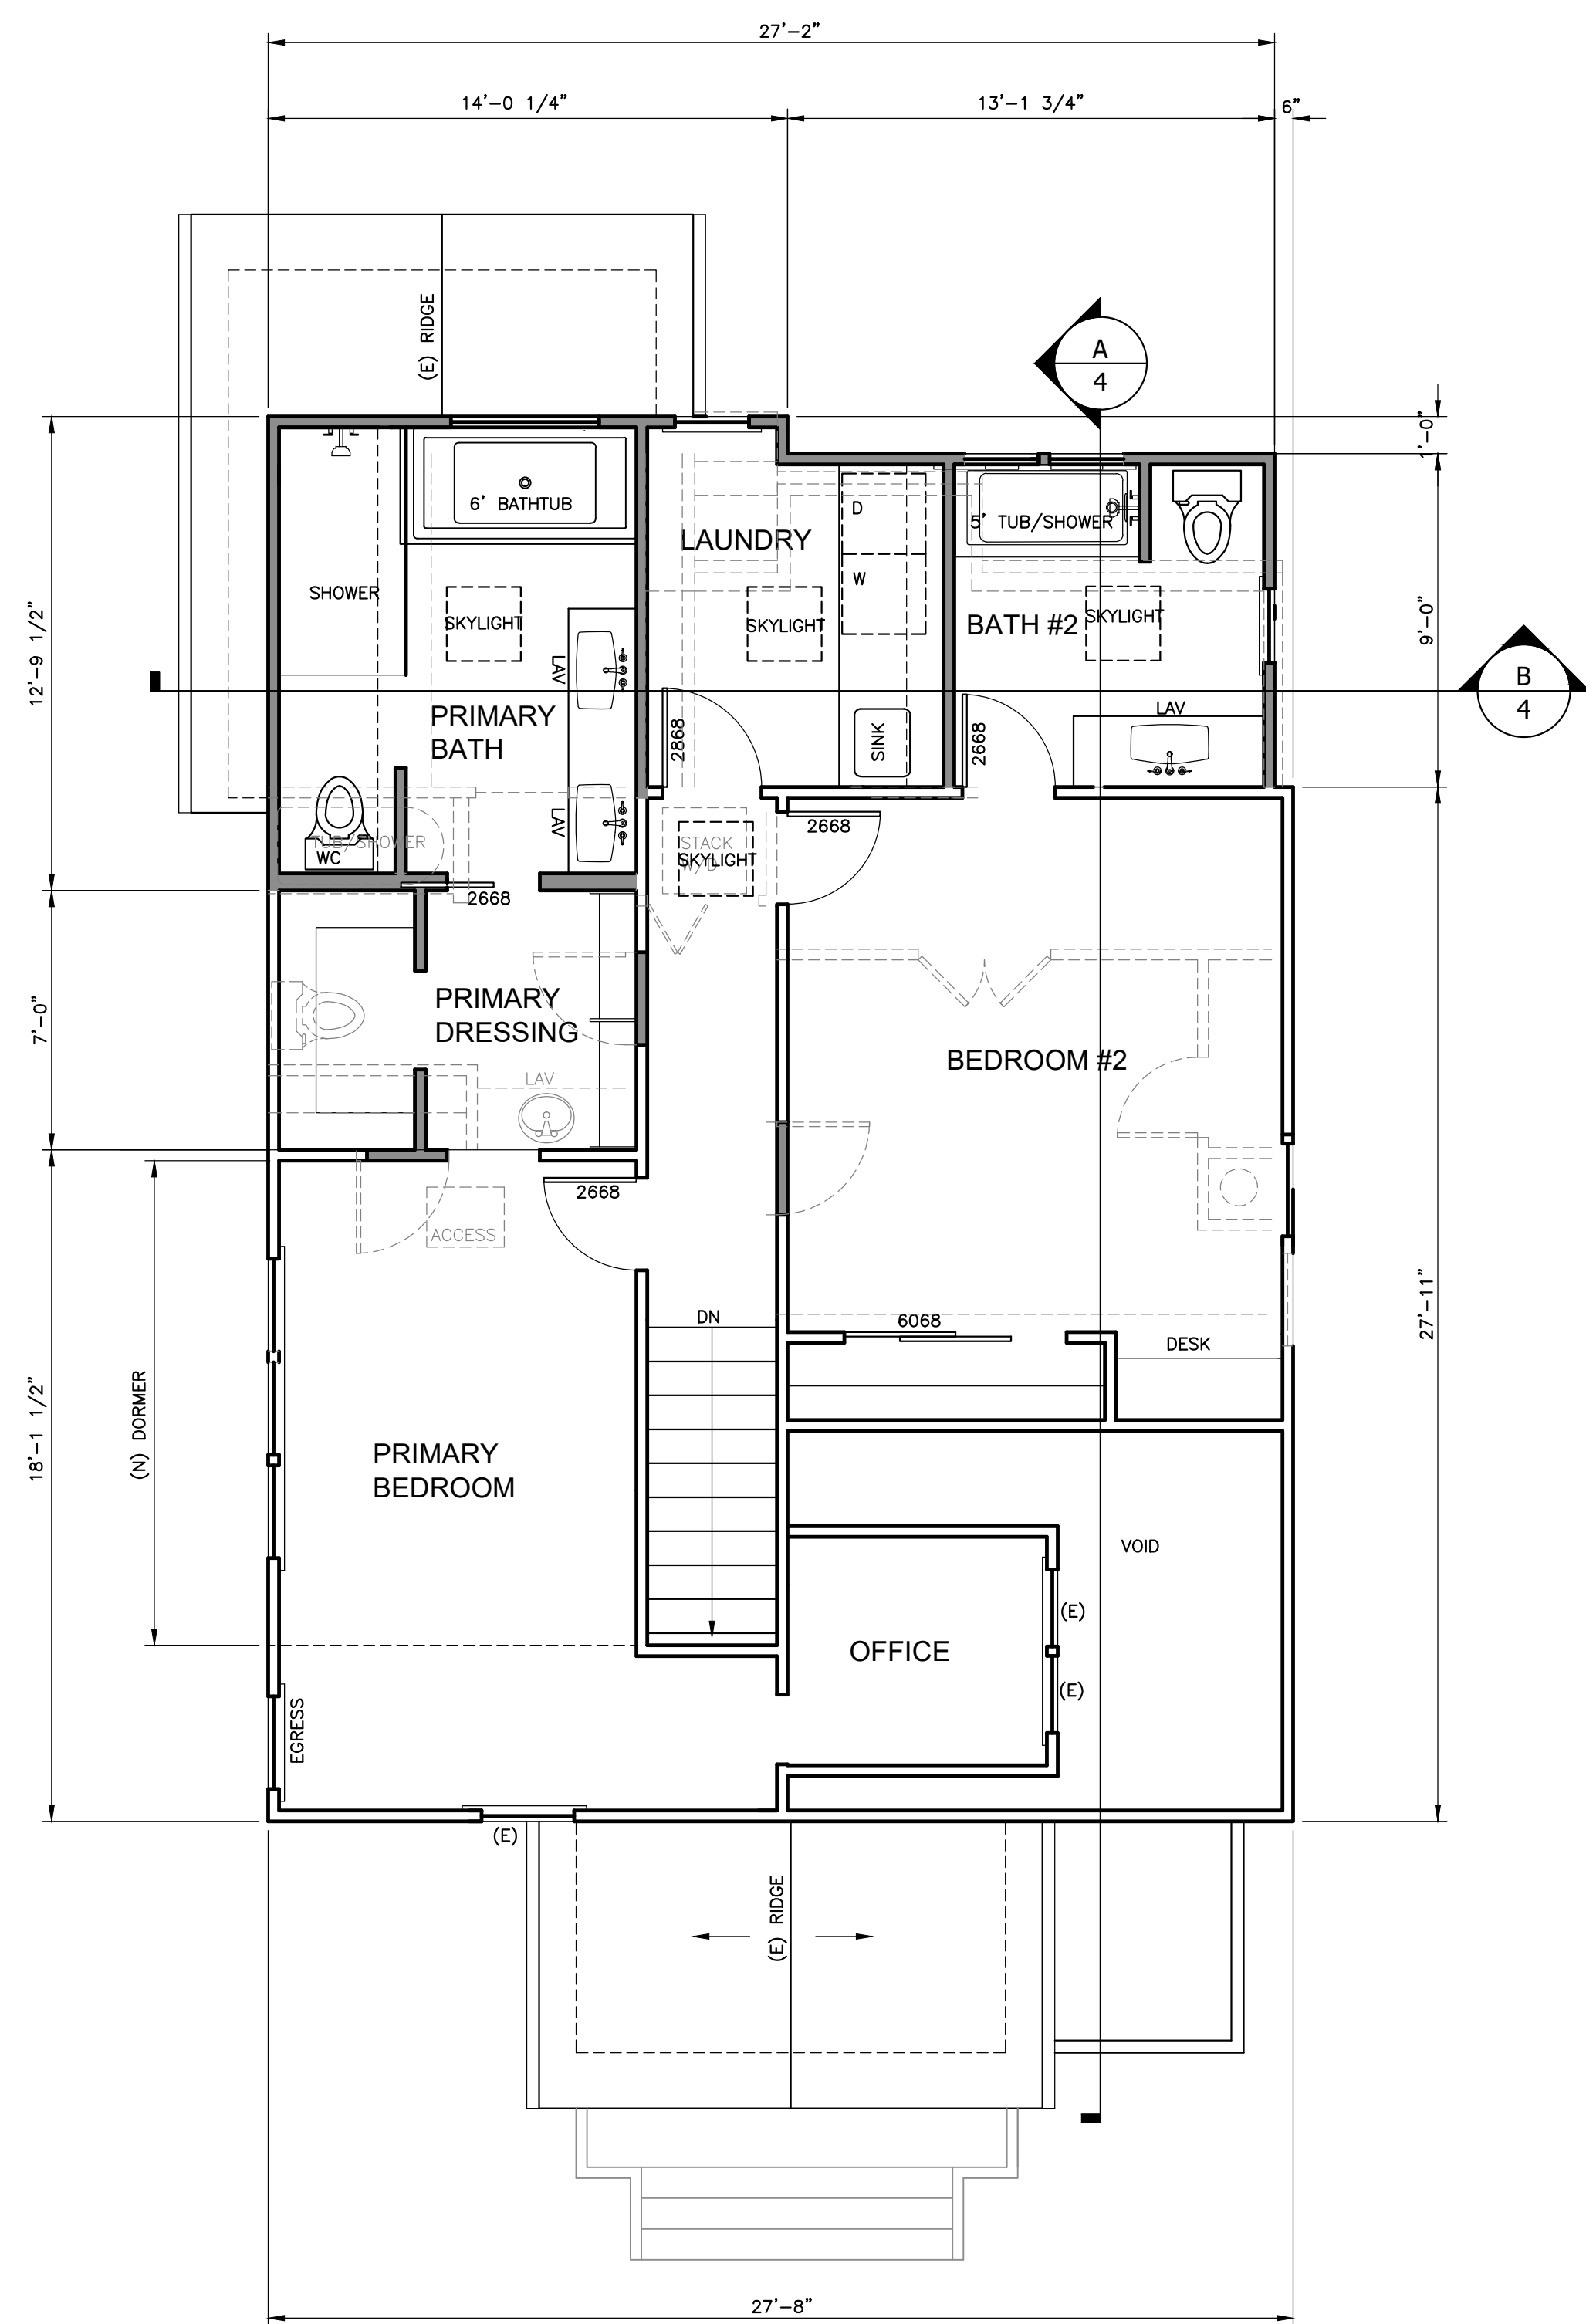 27'-2"
14'-0 1/4"
13'-1 3/4"
6"
(E) RIDGE
A
4
1'-0"
6' BATHTUB
D
5' TUB/SHOWER
LAUNDRY
W
SHOWER
SKYLIGHT
SKYLIGHT
BATH #2
SKYLIGHT
9'-0"
12'-9 1/2"
LAV
B
4
PRIMARY
BATH
LAV
2868
SINK
2668
LAV
2668
TUB/SHOWER
WC
STACK
W/D
SKYLIGHT
2668
7'-0"
PRIMARY
DRESSING
BEDROOM #2
LAV
2668
ACCESS
DN
6068
DESK
27'-11"
(N) DORMER
18'-1 1/2"
PRIMARY
BEDROOM
VOID
(E)
OFFICE
(E)
EGRESS
(E)
(E) RIDGE
27'-8"